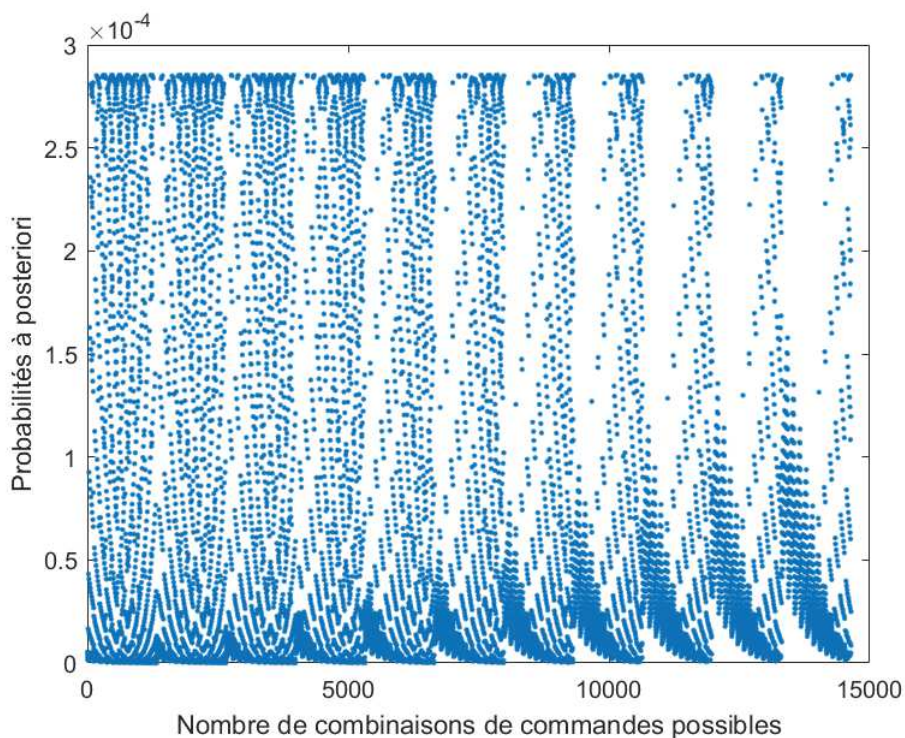 ×10⁻⁴
3
2.5
2
1.5
1
0.5
0
0 5000 10000 15000
Probabilités à posteriori
Nombre de combinaisons de commandes possibles